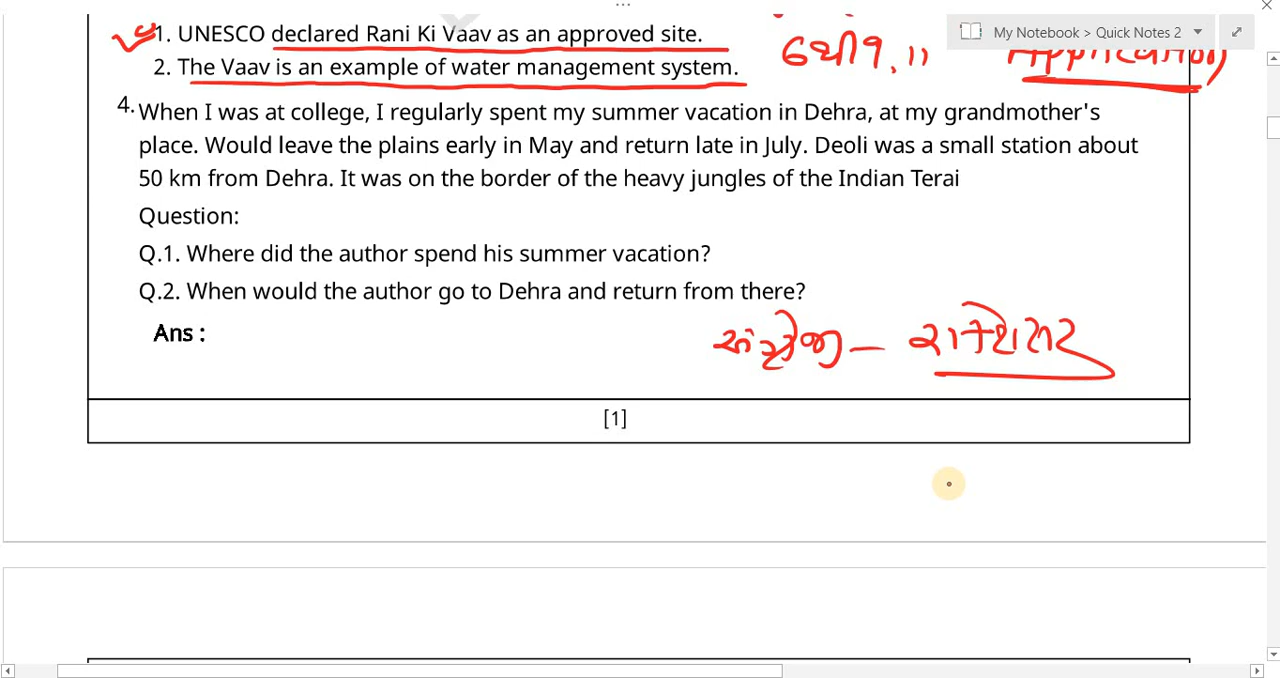 1. UNESCO declared Rani Ki Vaav as an approved site.
My Notebook > Quick Notes 2
2. The Vaav is an example of water management system.
4. When I was at college, I regularly spent my summer vacation in Dehra, at my grandmother's
place. Would leave the plains early in May and return late in July. Deoli was a small station about
50 km from Dehra. It was on the border of the heavy jungles of the Indian Terai
Question:
Q.1. Where did the author spend his summer vacation?
Q.2. When would the author go to Dehra and return from there?
Ans :
[1]